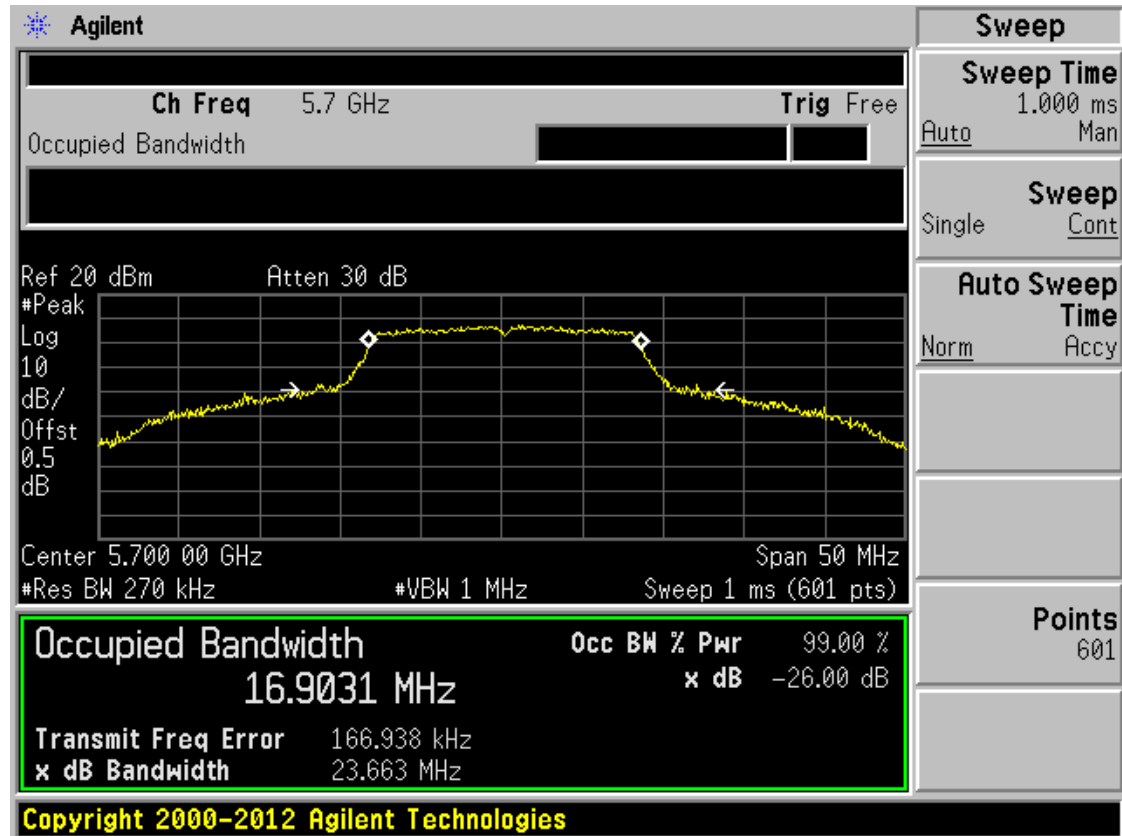 Agilent
Ch Freq 5.7 GHz Trig Free
Occupied Bandwidth
Ref 20 dBm Atten 30 dB
#Peak
Log
10
dB/
Offst
0.5
dB
Center 5.700 00 GHz Span 50 MHz
#Res BW 270 kHz #VBW 1 MHz Sweep 1 ms (601 pts)
Occupied Bandwidth
16.9031 MHz
Occ BW % Pwr 99.00 %
x dB -26.00 dB
Transmit Freq Error 166.938 kHz
x dB Bandwidth 23.663 MHz
Copyright 2000-2012 Agilent Technologies
Sweep
Sweep Time
1.000 ms
Auto Man
Sweep
Single Cont
Auto Sweep
Time
Norm Accy
Points
601